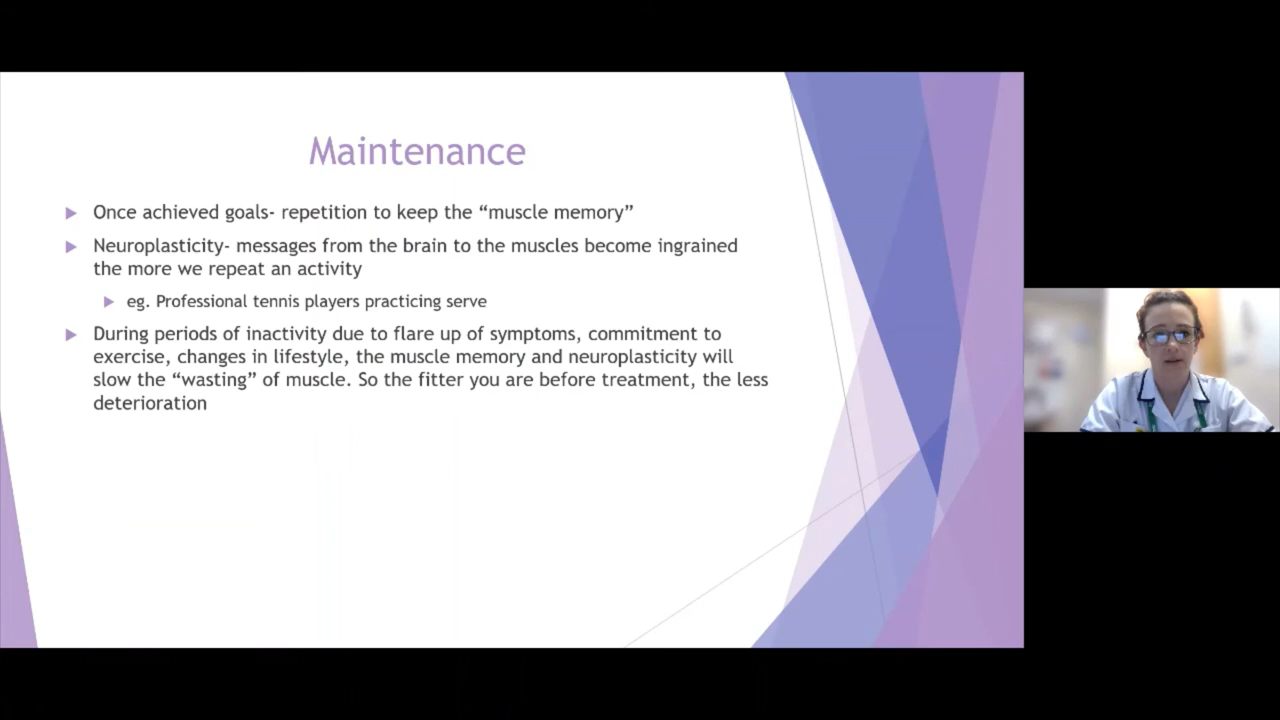 Maintenance
Once achieved goals- repetition to keep the “muscle memory”
Neuroplasticity- messages from the brain to the muscles become ingrained
the more we repeat an activity
eg. Professional tennis players practicing serve
During periods of inactivity due to flare up of symptoms, commitment to
exercise, changes in lifestyle, the muscle memory and neuroplasticity will
slow the “wasting” of muscle. So the fitter you are before treatment, the less
deterioration